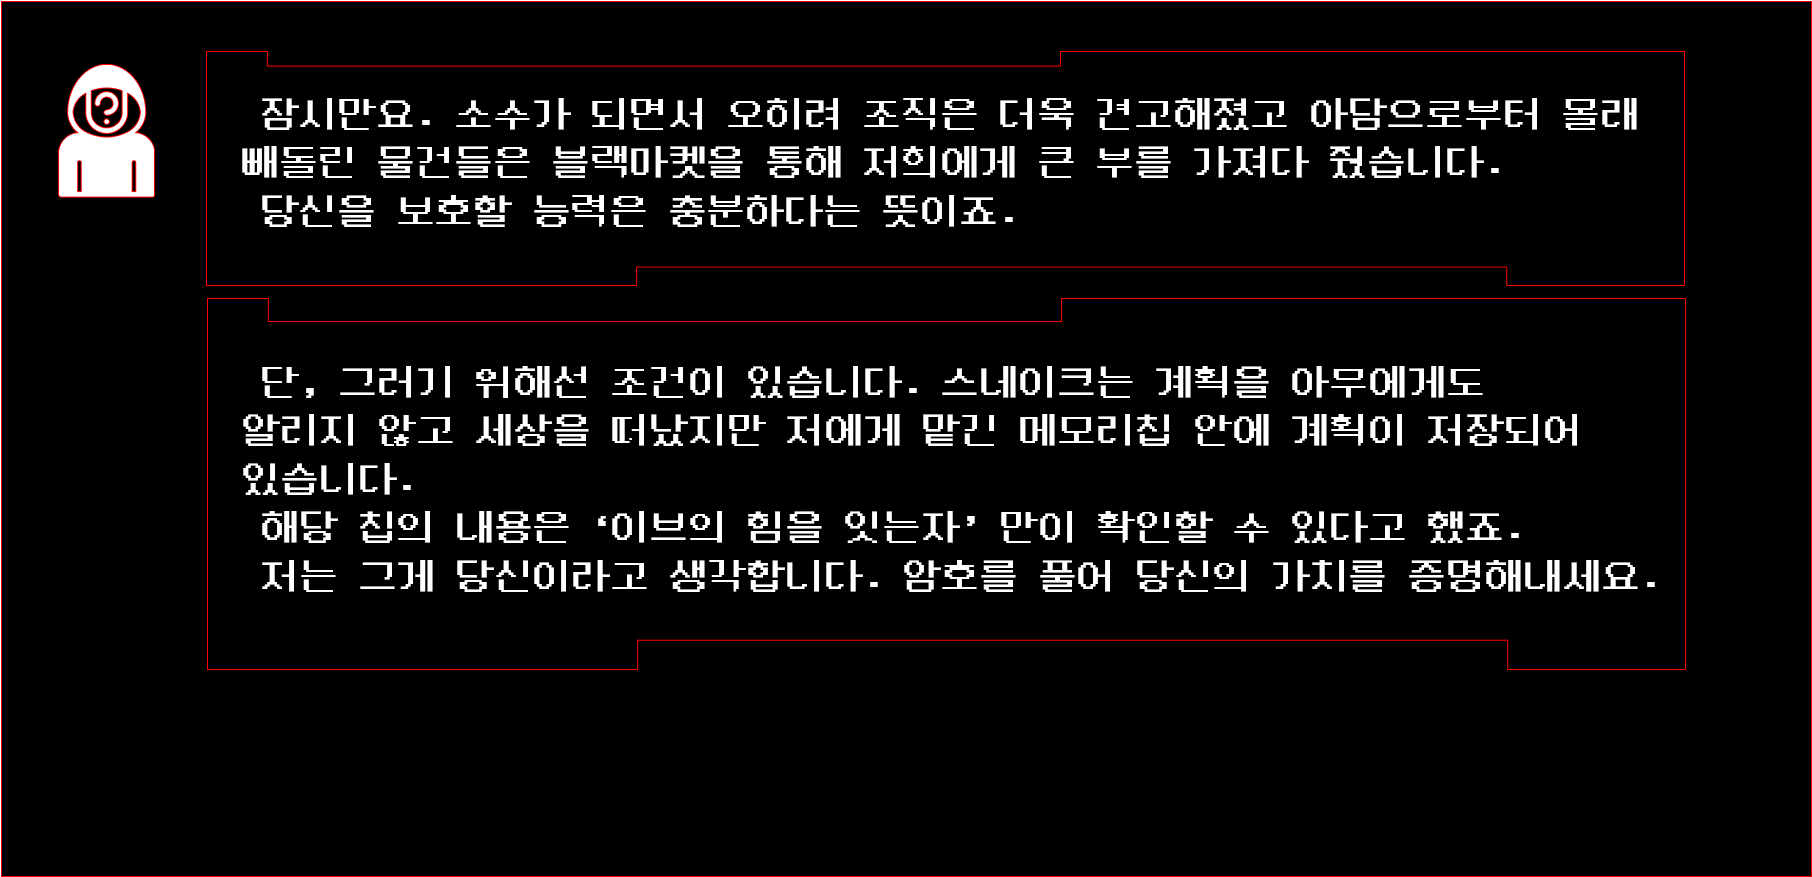 잠시만요. 소수가 되면서 오히려 조직은 더욱 견고해졌고 아담으로부터 몰래
빼돌린 물건들은 블랙마켓을 통해 저희에게 큰 부를 가져다 줬습니다.
당신을 보호할 능력은 충분하다는 뜻이죠.
단, 그러기 위해선 조건이 있습니다. 스네이크는 계획을 아무에게도
알리지 않고 세상을 떠났지만 저에게 맡긴 메모리칩 안에 계획이 저장되어
있습니다.
해당 칩의 내용은 ‘이브의 힘을 잇는자’ 만이 확인할 수 있다고 했죠.
저는 그게 당신이라고 생각합니다. 암호를 풀어 당신의 가치를 증명해내세요.